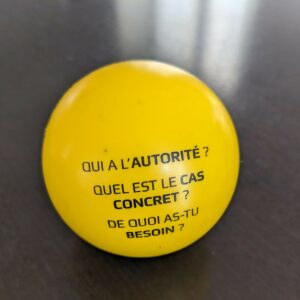 QUI A L'AUTORITÉ ?
QUEL EST LE CAS
CONCRET ?
DE QUOI AS-TU
BESOIN ?